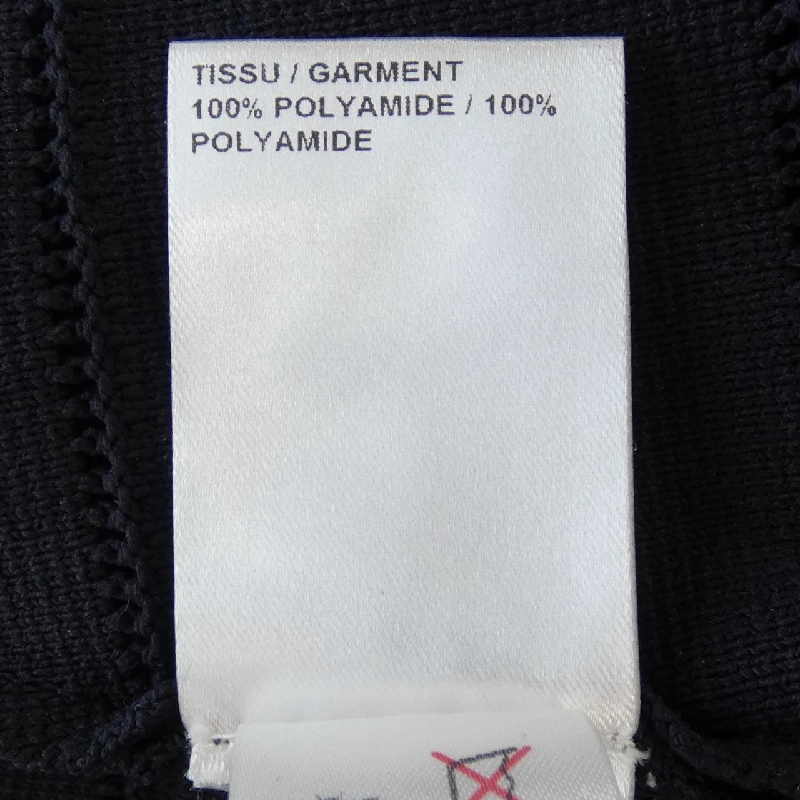 TISSU / GARMENT
100% POLYAMIDE / 100%
POLYAMIDE